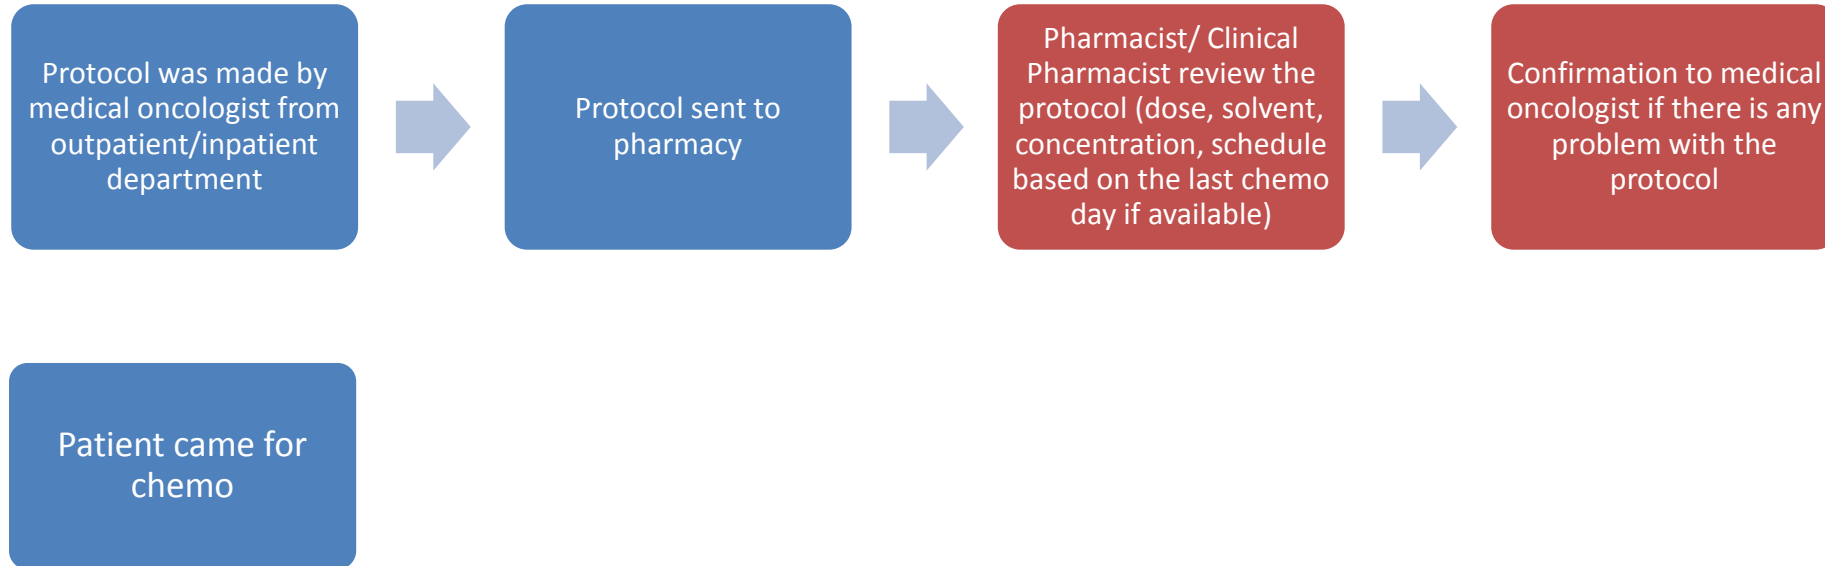 Protocol was made by
medical oncologist from
outpatient/inpatient
department
Protocol sent to
pharmacy
Pharmacist/ Clinical
Pharmacist review the
protocol (dose, solvent,
concentration, schedule
based on the last chemo
day if available)
Confirmation to medical
oncologist if there is any
problem with the
protocol
Patient came for
chemo